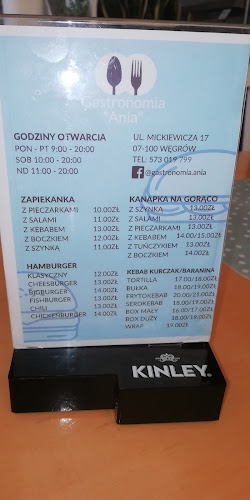 Gastronomia
"Ania"
GODZINY OTWARCIA
PON - PT 9:00 - 20:00
SOB 10:00 - 20:00
ND 11:00 - 20:00
UL. MICKIEWICZA 17
07-100 WĘGRÓW
TEL: 573 019 799
@gastronomia.ania
ZAPIEKANKA
Z PIECZARKAMI 10.00ZŁ
Z SALAMI 11.00ZŁ
Z KEBABEM 13.00ZŁ
Z BOCZKIEM 12.00ZŁ
Z SZYNKĄ 11.00ZŁ
KANAPKA NA GORĄCO
Z SZYNKĄ 13.00ZŁ
Z SALAMI 13.00ZŁ
Z PIECZARKAMI 13.00ZŁ
Z KEBABEM 14.00/15.00ZŁ
Z TUŃCZYKIEM 13.00ZŁ
Z BOCZKIEM 14.00ZŁ
HAMBURGER
KLASYCZNY 12.00ZŁ
CHEESBURGER 13.00ZŁ
BIGBURGER 14.00ZŁ
FISHBURGER 13.00ZŁ
CHILI 13.00ZŁ
CHICKENBURGER 14.00ZŁ
KEBAB KURCZAK/BARANINA
TORTILLA 17.00/18.00ZŁ
BUŁKA 18.00/19.00ZŁ
FRYTOKEBAB 20.00/21.00ZŁ
SEROKEBAB 18.00/19.00ZŁ
BOX MAŁY 16.00/17.00ZŁ
BOX DUŻY 18.00/19.00ZŁ
WRAP 19.00ZŁ
KINLEY.